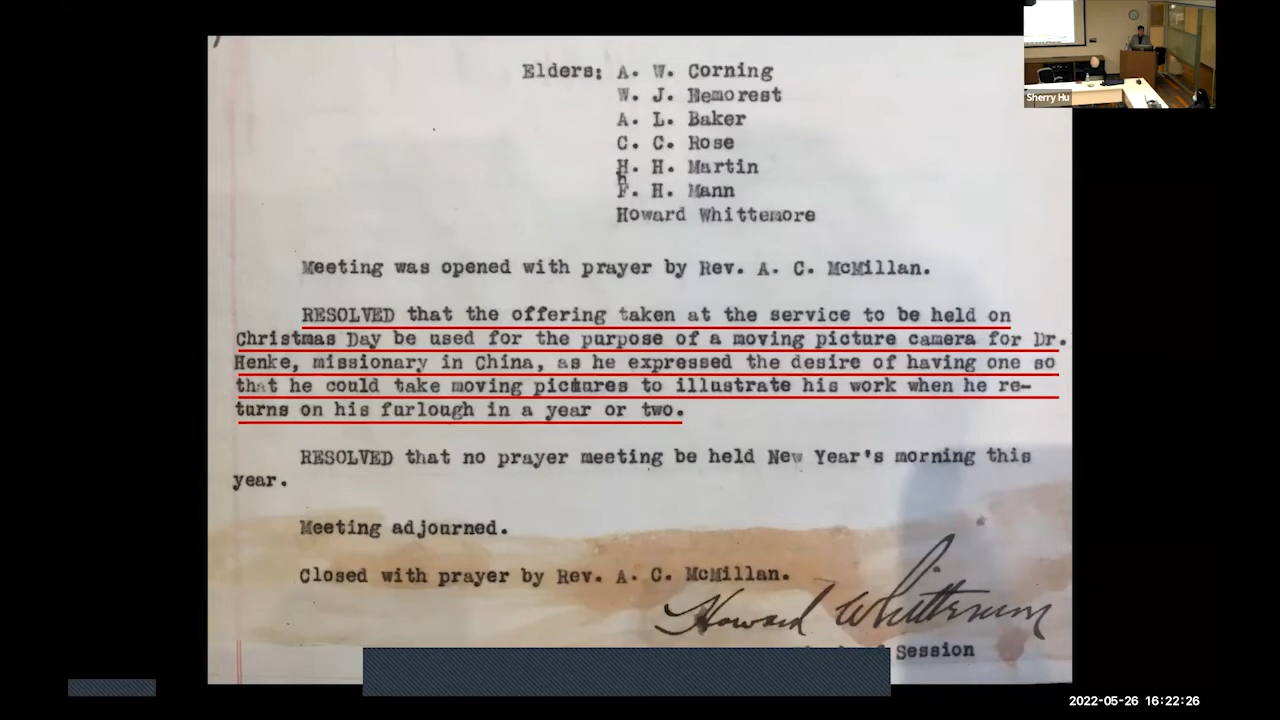 Elders: A. W. Corning
W. J. Demorest
A. L. Baker
C. C. Rose
H. H. Martin
F. H. Mann
Howard Whittemore
Meeting was opened with prayer by Rev. A. C. McMillan.
RESOLVED that the offering taken at the service to be held on
Christmas Day be used for the purpose of a moving picture camera for Dr.
Henke, missionary in China, as he expressed the desire of having one so
that he could take moving pictures to illustrate his work when he re-
turns on his furlough in a year or two.
RESOLVED that no prayer meeting be held New Year's morning this
year.
Meeting adjourned.
Closed with prayer by Rev. A. C. McMillan.
Howard Whittemore
Session
Sherry Hu
2022-05-26 16:22:26